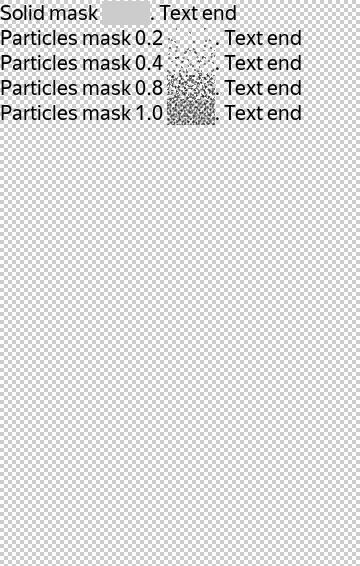 Solid mask . Text end
Particles mask 0.2 . Text end
Particles mask 0.4 . Text end
Particles mask 0.8 . Text end
Particles mask 1.0 . Text end